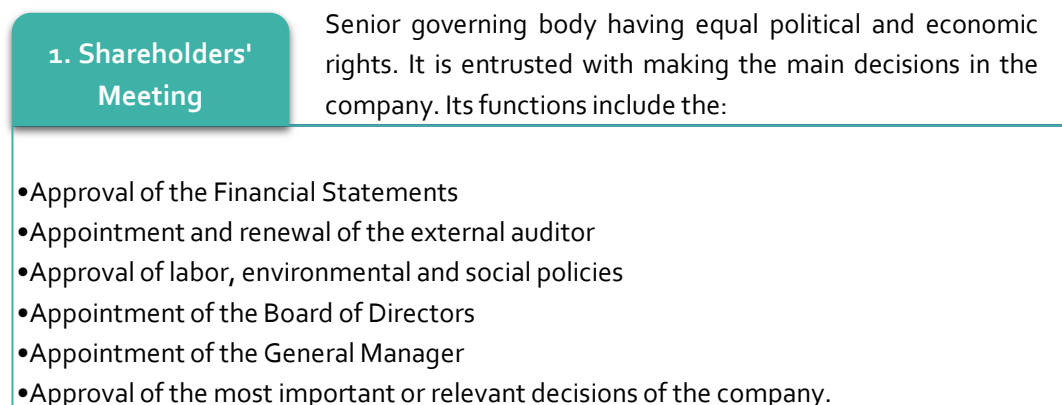 1. Shareholders'
Meeting
Senior governing body having equal political and economic
rights. It is entrusted with making the main decisions in the
company. Its functions include the:
•Approval of the Financial Statements
•Appointment and renewal of the external auditor
•Approval of labor, environmental and social policies
•Appointment of the Board of Directors
•Appointment of the General Manager
•Approval of the most important or relevant decisions of the company.